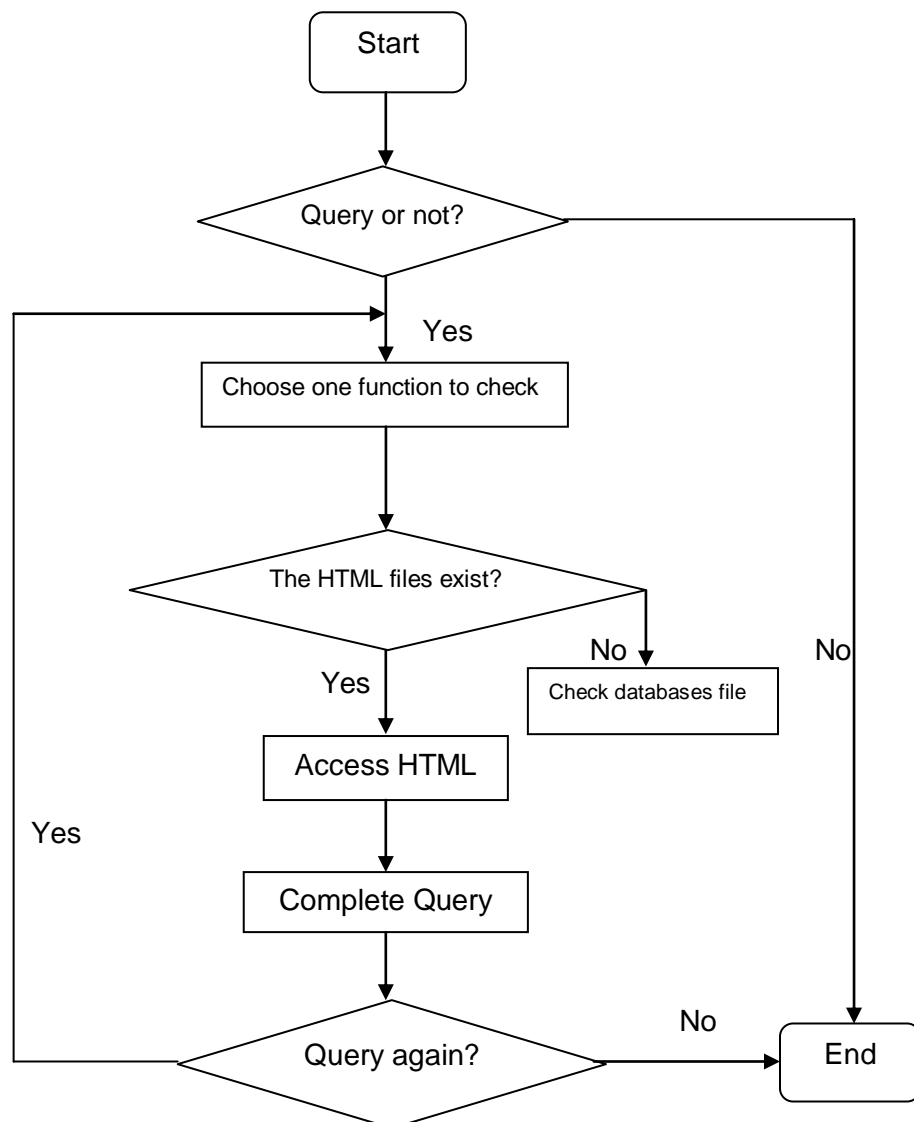 Start
Query or not?
Yes
Choose one function to check
The HTML files exist?
No
No
Yes
Check databases file
Access HTML
Yes
Complete Query
No
Query again?
End